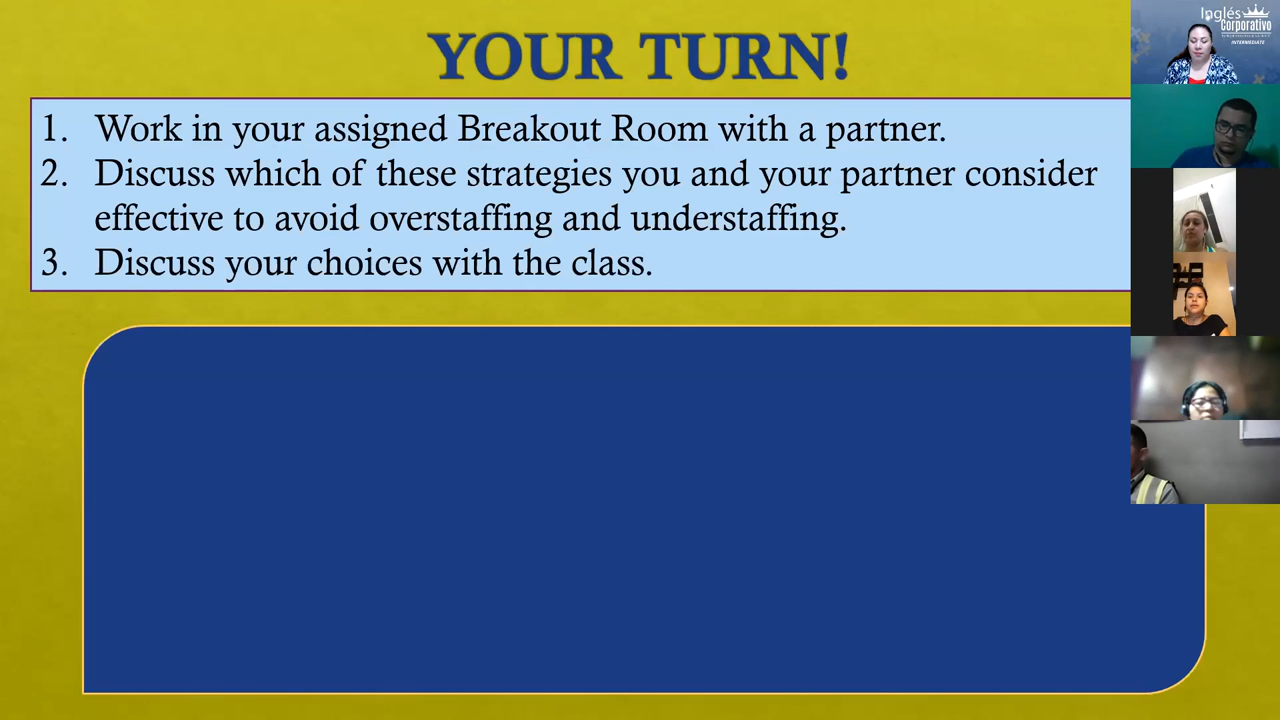 YOUR TURN!
1. Work in your assigned Breakout Room with a partner.
2. Discuss which of these strategies you and your partner consider
effective to avoid overstaffing and understaffing.
3. Discuss your choices with the class.
Inglés
Corporativo
INTERMEDIATE